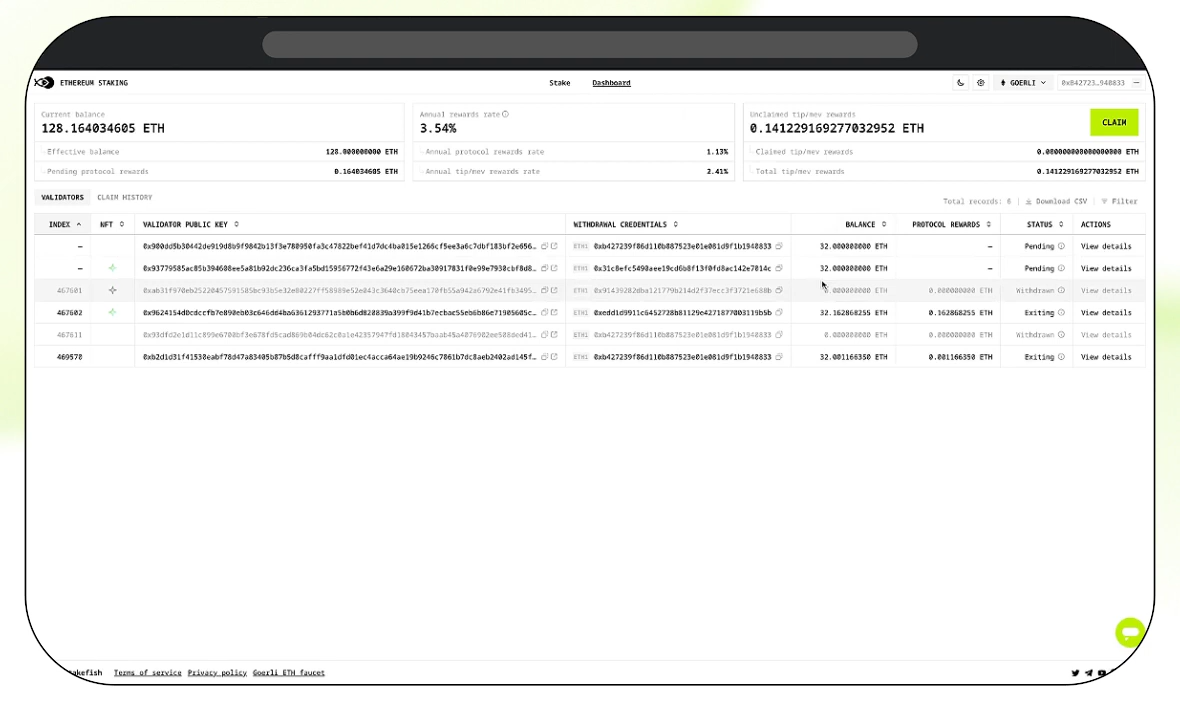 ETHEREUM STAKING Stake Dashboard GOERLI 0x842723…940833
Current balance Annual rewards rate Unclaimed tip/mev rewards
128.164034605 ETH 3.54% 0.141229169277032952 ETH CLAIM
Effective balance 128.000000000 ETH Annual protocol rewards rate 1.13% Claimed tip/mev rewards 0.000000000000000000 ETH
Pending protocol rewards 0.164034605 ETH Annual tip/mev rewards rate 2.41% Total tip/mev rewards 0.141229169277032952 ETH
VALIDATORS CLAIM HISTORY Total records: 6 Download CSV Filter
INDEX NFT VALIDATOR PUBLIC KEY WITHDRAWAL CREDENTIALS BALANCE PROTOCOL REWARDS STATUS ACTIONS
– ETH1 32.000000000 ETH – Pending View details
– ETH1 32.000000000 ETH – Pending View details
467601 ETH1 0.000000000 ETH 0.000000000 ETH Withdrawn View details
467602 ETH1 32.162868255 ETH 0.162868255 ETH Exiting View details
467611 ETH1 0.000000000 ETH 0.000000000 ETH Withdrawn View details
469578 ETH1 32.001166350 ETH 0.001166350 ETH Exiting View details
akefish Terms of service Privacy policy Goerli ETH faucet